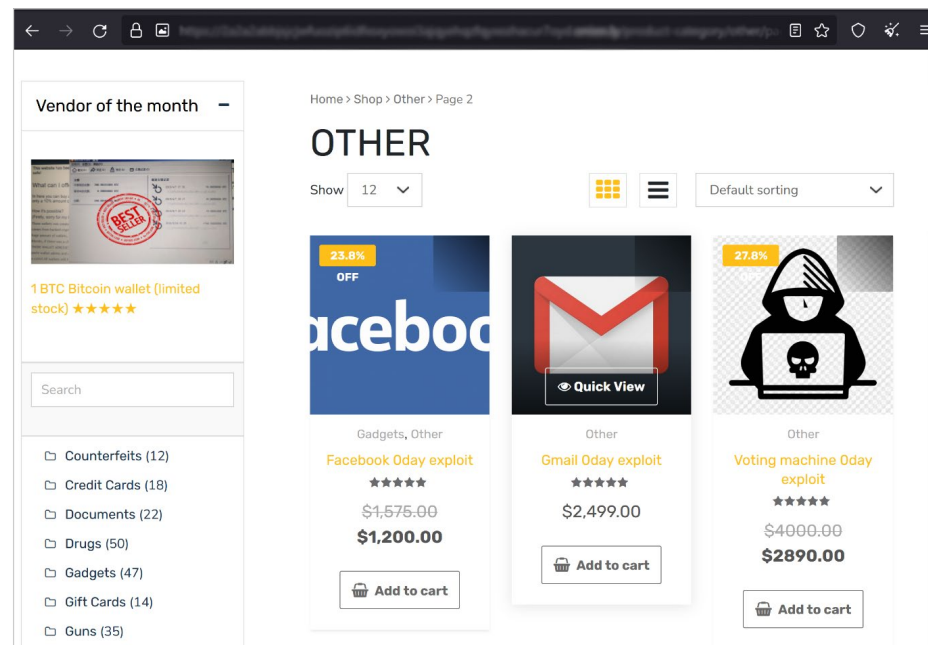 Vendor of the month
BEST
SELLER
1 BTC Bitcoin wallet (limited
stock) ★★★★★
Search
Counterfeits (12)
Credit Cards (18)
Documents (22)
Drugs (50)
Gadgets (47)
Gift Cards (14)
Guns (35)
Home > Shop > Other > Page 2
OTHER
Show 12
Default sorting
23.8%
OFF
acebo
Gadgets, Other
Facebook 0day exploit
★★★★★
$1,575.00
$1,200.00
Add to cart
Quick View
Other
Gmail 0day exploit
★★★★★
$2,499.00
Add to cart
27.8%
Other
Voting machine 0day
exploit
★★★★★
$4000.00
$2890.00
Add to cart